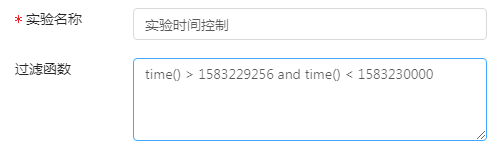 * 实验名称
实验时间控制
过滤函数
time() > 1583229256 and time() < 1583230000